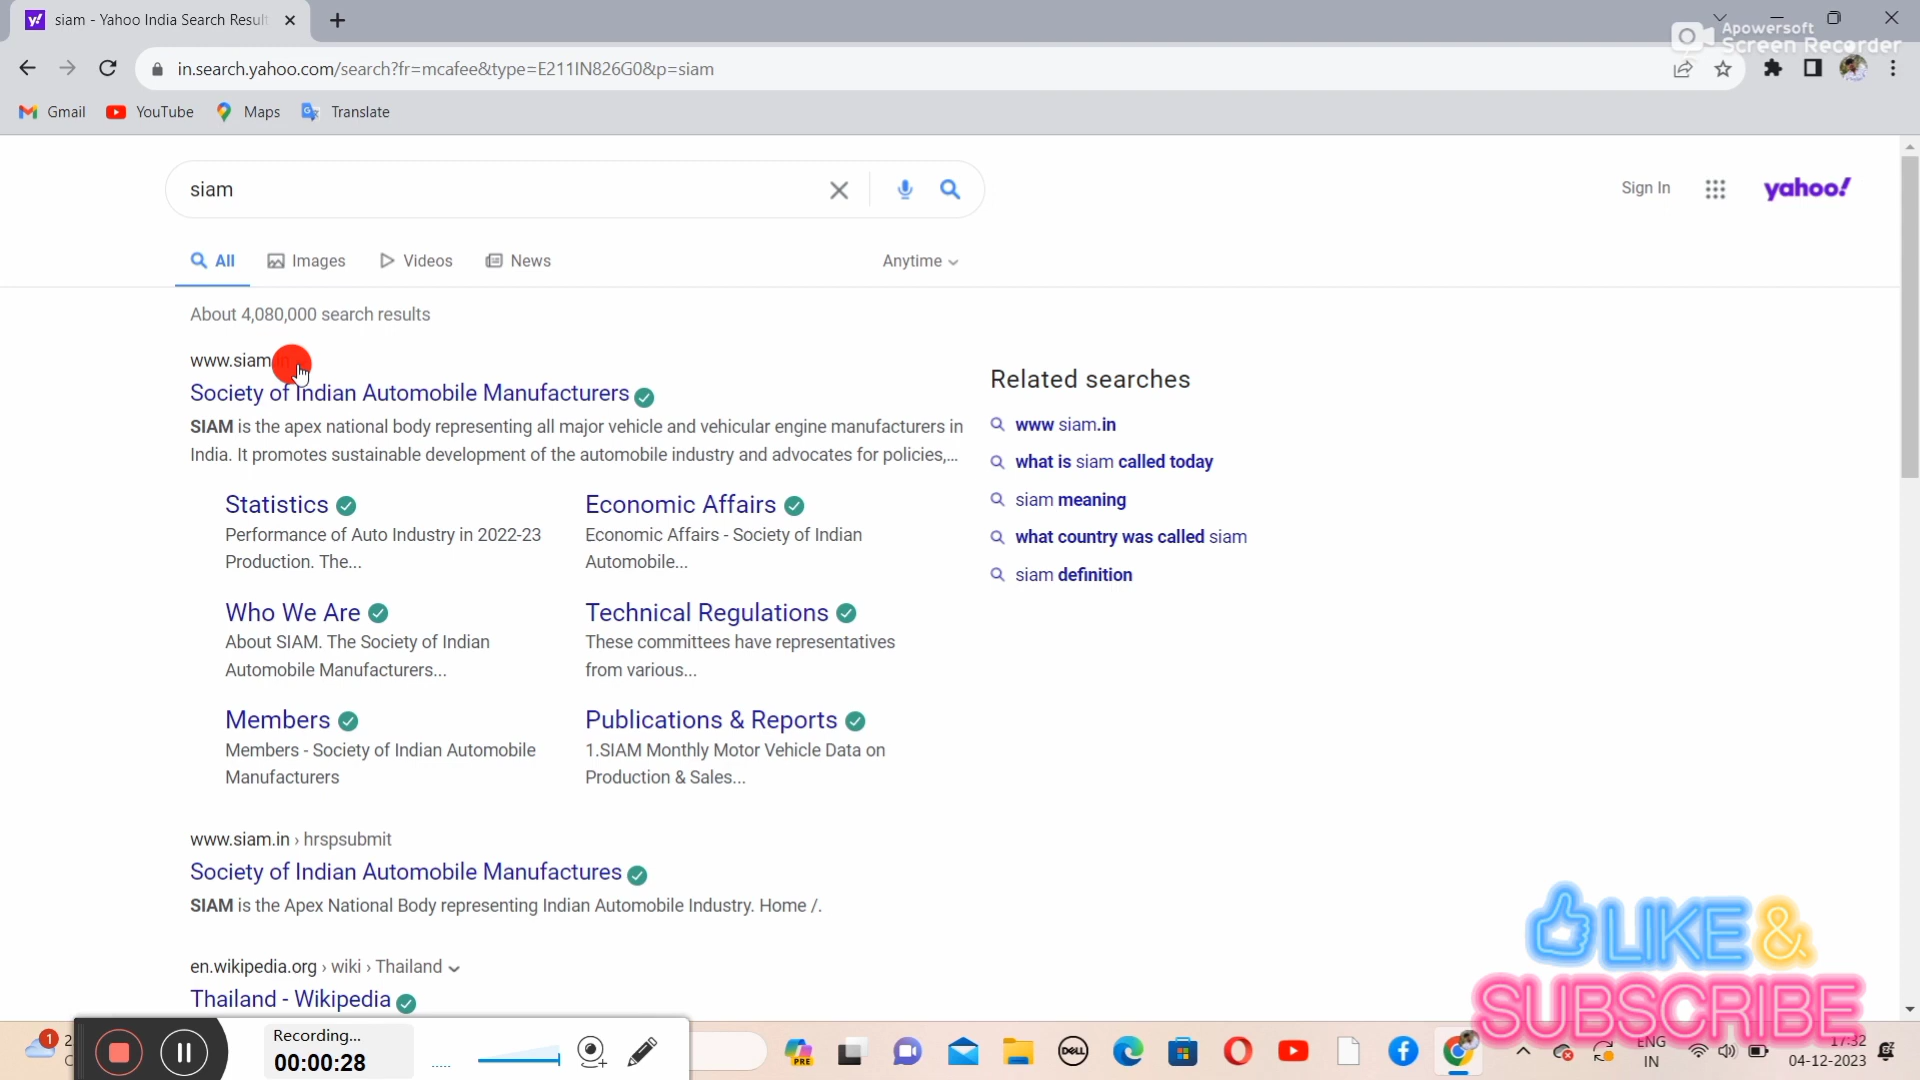 siam - Yahoo India Search Result
Apowersoft
Screen Recorder
in.search.yahoo.com/search?fr=mcafee&type=E211IN826G0&p=siam
Gmail YouTube Maps Translate
siam
Sign In
yahoo!
All Images Videos News Anytime
About 4,080,000 search results
www.siam.in
Society of Indian Automobile Manufacturers
SIAM is the apex national body representing all major vehicle and vehicular engine manufacturers in
India. It promotes sustainable development of the automobile industry and advocates for policies,...
Statistics
Performance of Auto Industry in 2022-23
Production. The...
Economic Affairs
Economic Affairs - Society of Indian
Automobile...
Who We Are
About SIAM. The Society of Indian
Automobile Manufacturers...
Technical Regulations
These committees have representatives
from various...
Members
Members - Society of Indian Automobile
Manufacturers
Publications & Reports
1.SIAM Monthly Motor Vehicle Data on
Production & Sales...
www.siam.in › hrspsubmit
Society of Indian Automobile Manufactures
SIAM is the Apex National Body representing Indian Automobile Industry. Home /.
en.wikipedia.org › wiki › Thailand
Thailand - Wikipedia
Related searches
www siam.in
what is siam called today
siam meaning
what country was called siam
siam definition
LIKE &
SUBSCRIBE
1
Recording...
00:00:28
PRE
DELL
ENG
IN
17:32
04-12-2023